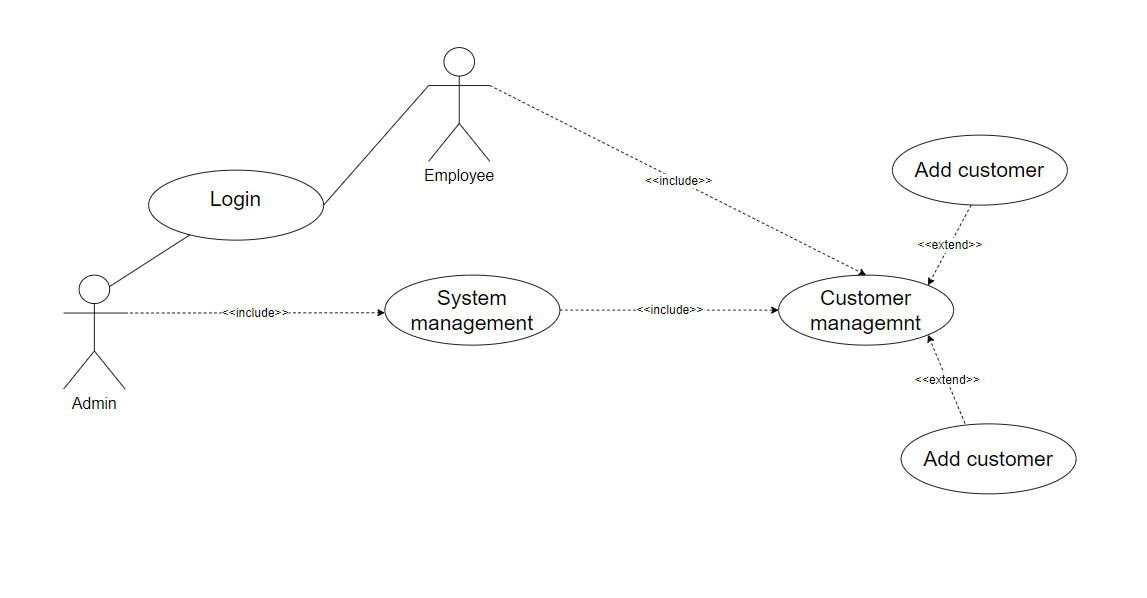 Employee
<<include>>
Add customer
Login
<<extend>>
System
management
Customer
managemnt
<<include>>
<<include>>
Admin
<<extend>>
Add customer